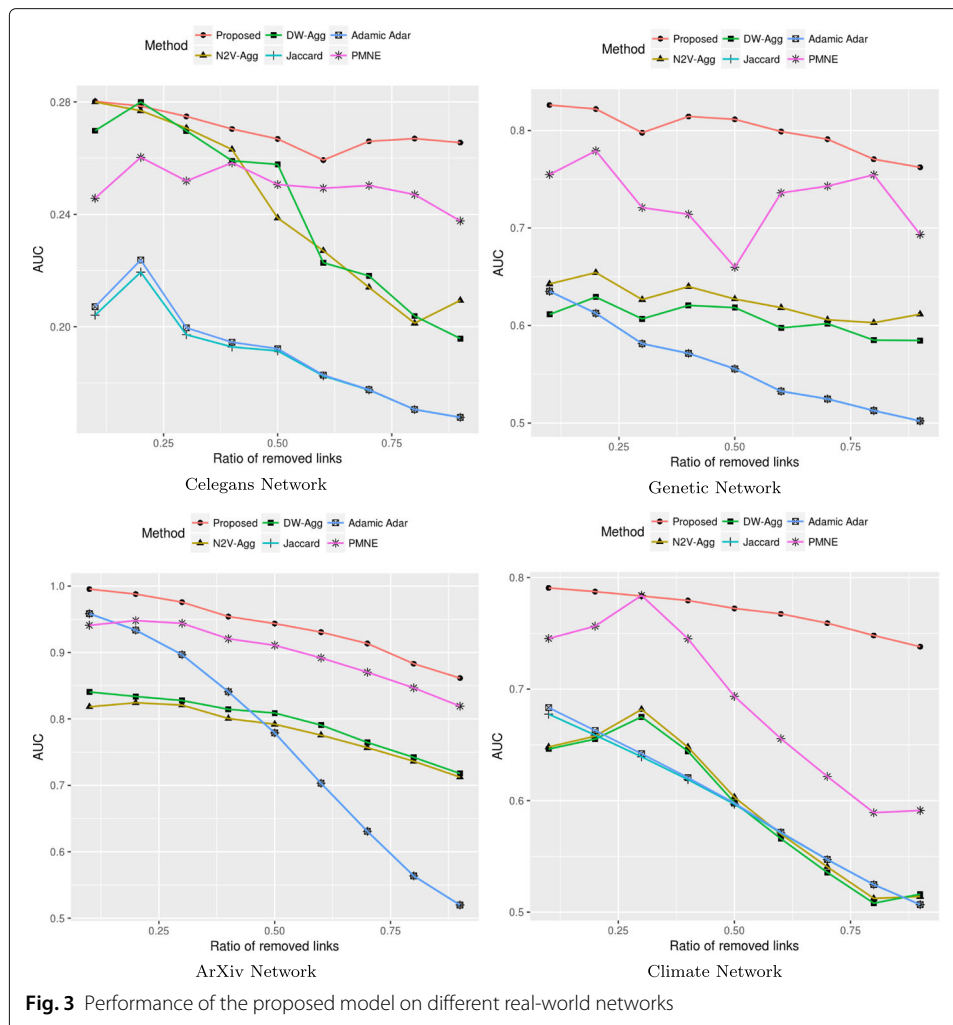 Method Proposed DW-Agg Adamic Adar
N2V-Agg Jaccard PMNE
0.28
0.24
0.20
AUC
0.25 0.50 0.75
Ratio of removed links
Celegans Network
Method Proposed DW-Agg Adamic Adar
N2V-Agg Jaccard PMNE
0.8
0.7
0.6
0.5
AUC
0.25 0.50 0.75
Ratio of removed links
Genetic Network
Method Proposed DW-Agg Adamic Adar
N2V-Agg Jaccard PMNE
1.0
0.9
0.8
0.7
0.6
0.5
AUC
0.25 0.50 0.75
Ratio of removed links
ArXiv Network
Method Proposed DW-Agg Adamic Adar
N2V-Agg Jaccard PMNE
0.8
0.7
0.6
0.5
AUC
0.25 0.50 0.75
Ratio of removed links
Climate Network
Fig. 3 Performance of the proposed model on different real-world networks